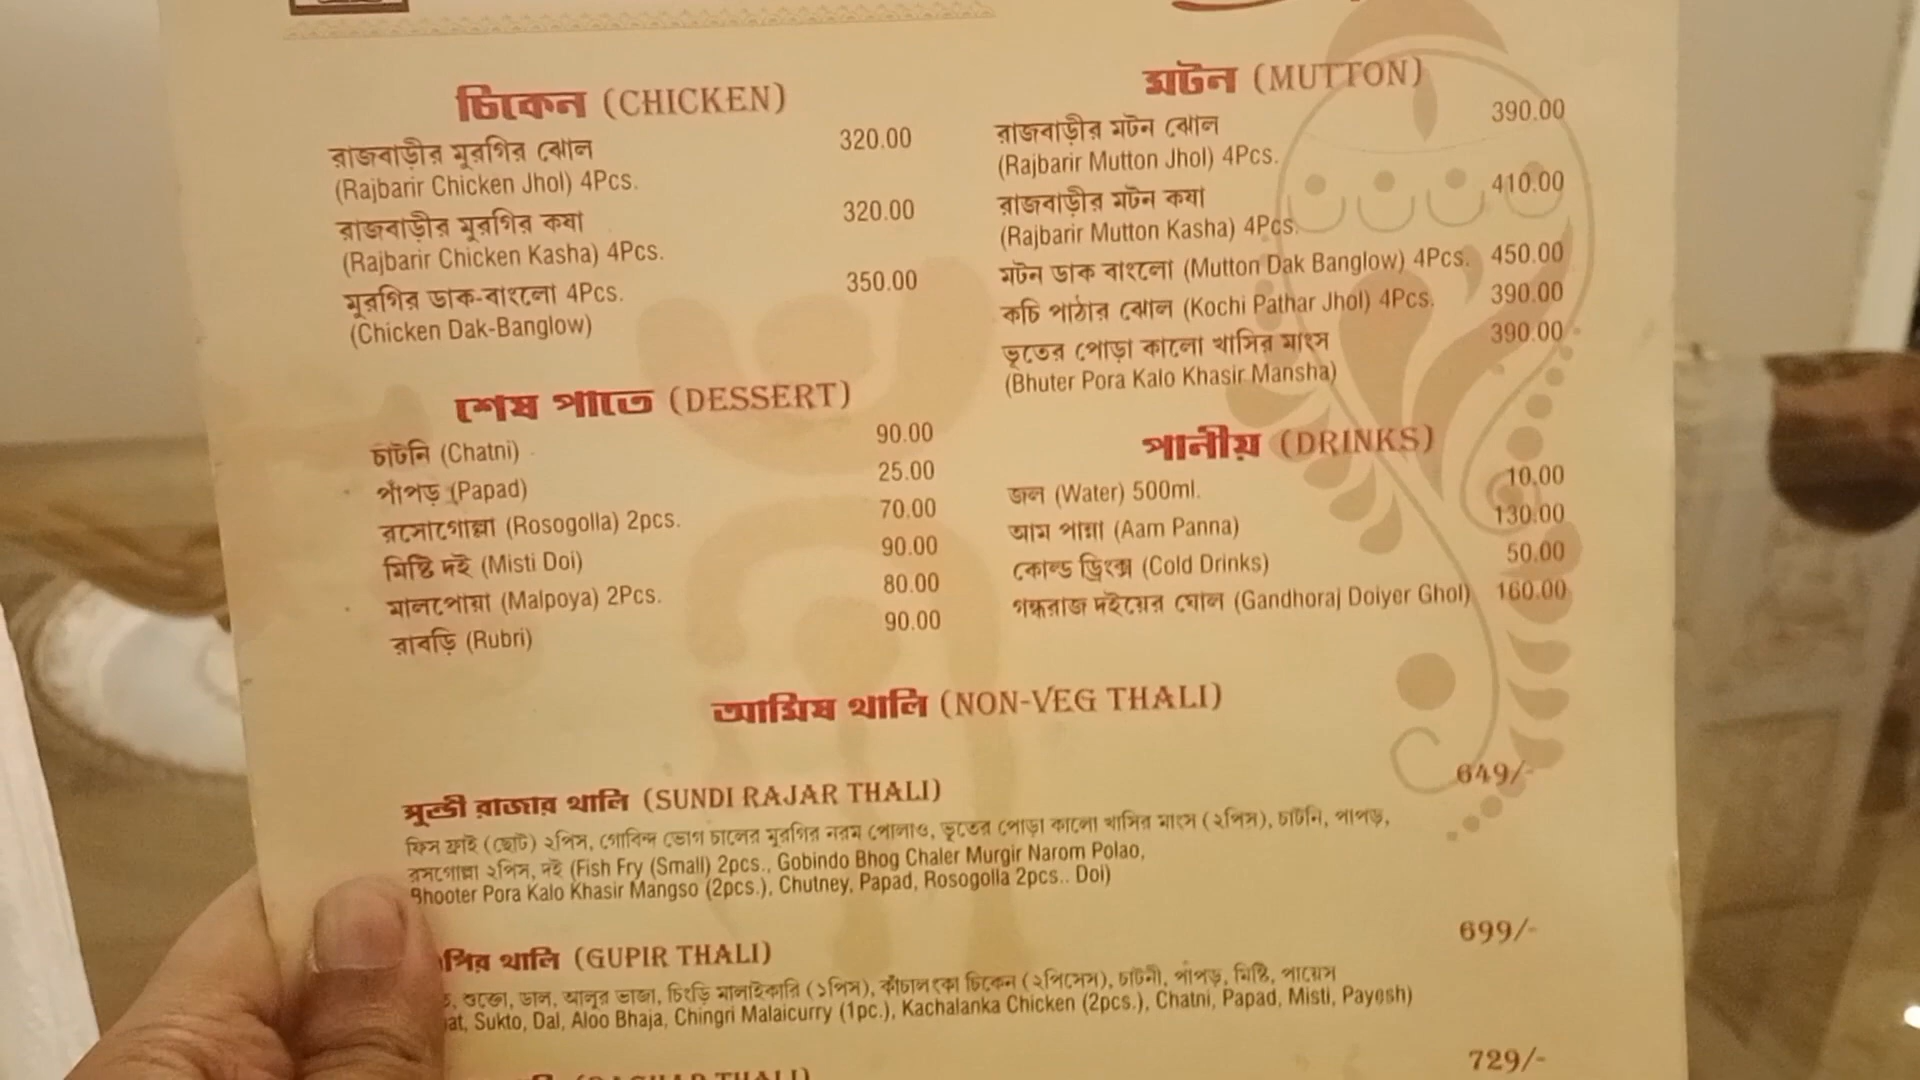 চিকেন (CHICKEN)
রাজবাড়ীর মুরগির ঝোল 320.00
(Rajbarir Chicken Jhol) 4Pcs.
রাজবাড়ীর মুরগির কষা 320.00
(Rajbarir Chicken Kasha) 4Pcs.
মুরগির ডাক-বাংলো 4Pcs. 350.00
(Chicken Dak-Banglow)
শেষ পাতে (DESSERT)
চাটনি (Chatni) 90.00
পাঁপড় (Papad) 25.00
রসোগোল্লা (Rosogolla) 2pcs. 70.00
মিষ্টি দই (Misti Doi) 90.00
মালপোয়া (Malpoya) 2Pcs. 80.00
রাবড়ি (Rubri) 90.00
মটন (MUTTON)
রাজবাড়ীর মটন ঝোল 390.00
(Rajbarir Mutton Jhol) 4Pcs.
রাজবাড়ীর মটন কষা 410.00
(Rajbarir Mutton Kasha) 4Pcs.
মটন ডাক বাংলো (Mutton Dak Banglow) 4Pcs. 450.00
কচি পাঠার ঝোল (Kochi Pathar Jhol) 4Pcs. 390.00
ভূতের পোড়া কালো খাসির মাংস 390.00
(Bhuter Pora Kalo Khasir Mansha)
পানীয় (DRINKS)
জল (Water) 500ml. 10.00
আম পান্না (Aam Panna) 130.00
কোল্ড ড্রিংক্স (Cold Drinks) 50.00
গন্ধরাজ দইয়ের ঘোল (Gandhoraj Doiyer Ghol) 160.00
আমিষ থালি (NON-VEG THALI)
সুন্ডী রাজার থালি (SUNDI RAJAR THALI) 649/-
ফিস ফ্রাই (ছোট) ২পিস, গোবিন্দ ভোগ চালের মুরগির নরম পোলাও, ভূতের পোড়া কালো খাসির মাংস (২পিস), চাটনি, পাপড়,
রসগোল্লা ২পিস, দই (Fish Fry (Small) 2pcs., Gobindo Bhog Chaler Murgir Narom Polao,
Bhooter Pora Kalo Khasir Mangso (2pcs.), Chutney, Papad, Rosogolla 2pcs.. Doi)
থালি (GUPIR THALI) 699/-
শুক্তো, ডাল, আলুর ভাজা, চিংড়ি মালাইকারি (১পিস), কাঁচালংকা চিকেন (২পিসেস), চাটনী, পাঁপড়, মিষ্টি, পায়েস
Sukto, Dal, Aloo Bhaja, Chingri Malaicurry (1pc.), Kachalanka Chicken (2pcs.), Chatni, Papad, Misti, Payesh)
729/-